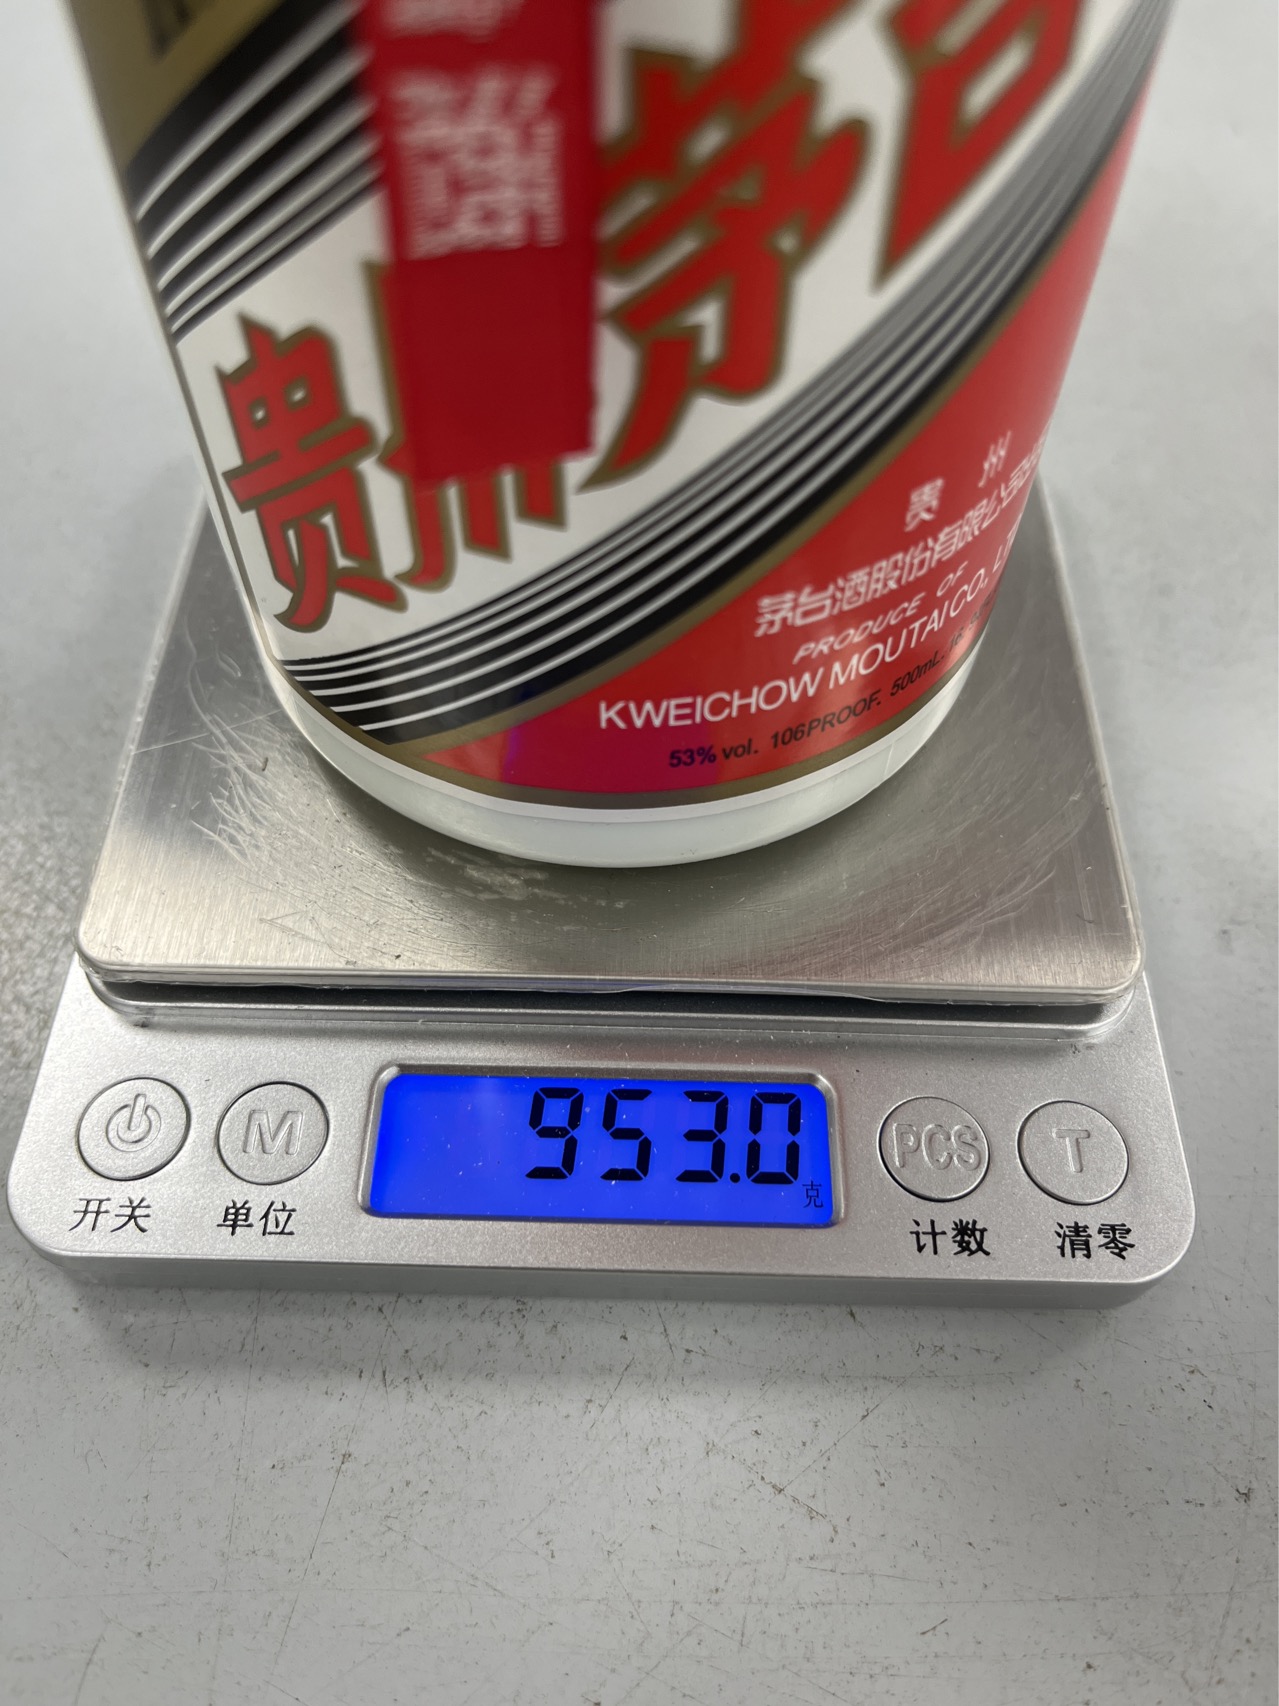 贵州茅台
贵州
茅台酒股份有限公司
PRODUCE OF
KWEICHOW MOUTAI CO.,
53% vol. 106PROOF. 500mL.
953.0
克
M
PCS
T
开关
单位
计数
清零